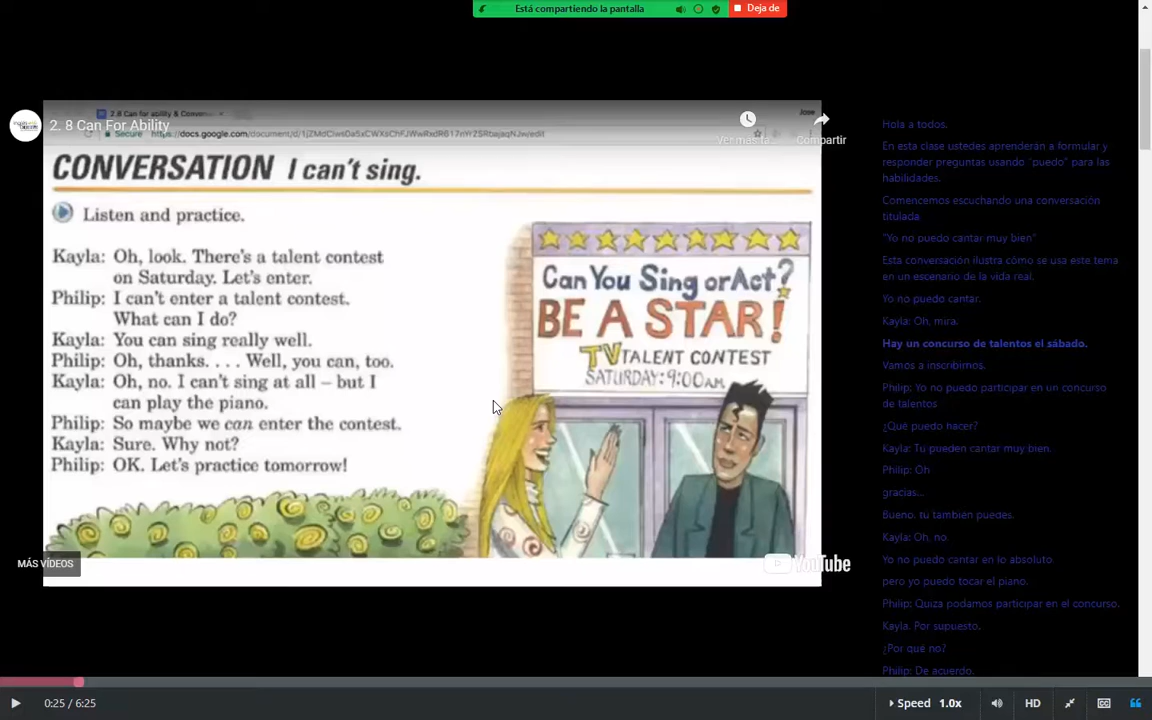 Está compartiendo la pantalla
Deja de
2.8 Can for ability & Conver
Jose
Secure
2. 8 Can For Ability
Compartir
CONVERSATION I can't sing.
Listen and practice.
Kayla: Oh, look. There's a talent contest
on Saturday. Let's enter.
Philip: I can't enter a talent contest.
What can I do?
Kayla: You can sing really well.
Philip: Oh, thanks. . . . Well, you can, too.
Kayla: Oh, no. I can't sing at all – but I
can play the piano.
Philip: So maybe we can enter the contest.
Kayla: Sure. Why not?
Philip: OK. Let's practice tomorrow!
Can You Sing or Act?
BE A STAR!
TV TALENT CONTEST
SATURDAY: 9:00 AM
MÁS VÍDEOS
YouTube
Hola a todos.
En esta clase ustedes aprenderán a formular y
responder preguntas usando "puedo" para las
habilidades.
Comencemos escuchando una conversación
titulada
"Yo no puedo cantar muy bien"
Esta conversación ilustra cómo se usa este tema
en un escenario de la vida real.
Yo no puedo cantar.
Kayla: Oh, mira.
Hay un concurso de talentos el sábado.
Vamos a inscribirnos.
Philip: Yo no puedo participar en un concurso
de talentos
¿Qué puedo hacer?
Kayla: Tu pueden cantar muy bien.
Philip: Oh
gracias...
Bueno, tu también puedes.
Kayla: Oh, no.
Yo no puedo cantar en lo absoluto
pero yo puedo tocar el piano.
Philip: Quiza podamos participar en el concurso.
Kayla. Por supuesto.
¿Por qué no?
Philip: De acuerdo.
0:25 / 6:25
Speed 1.0x
HD